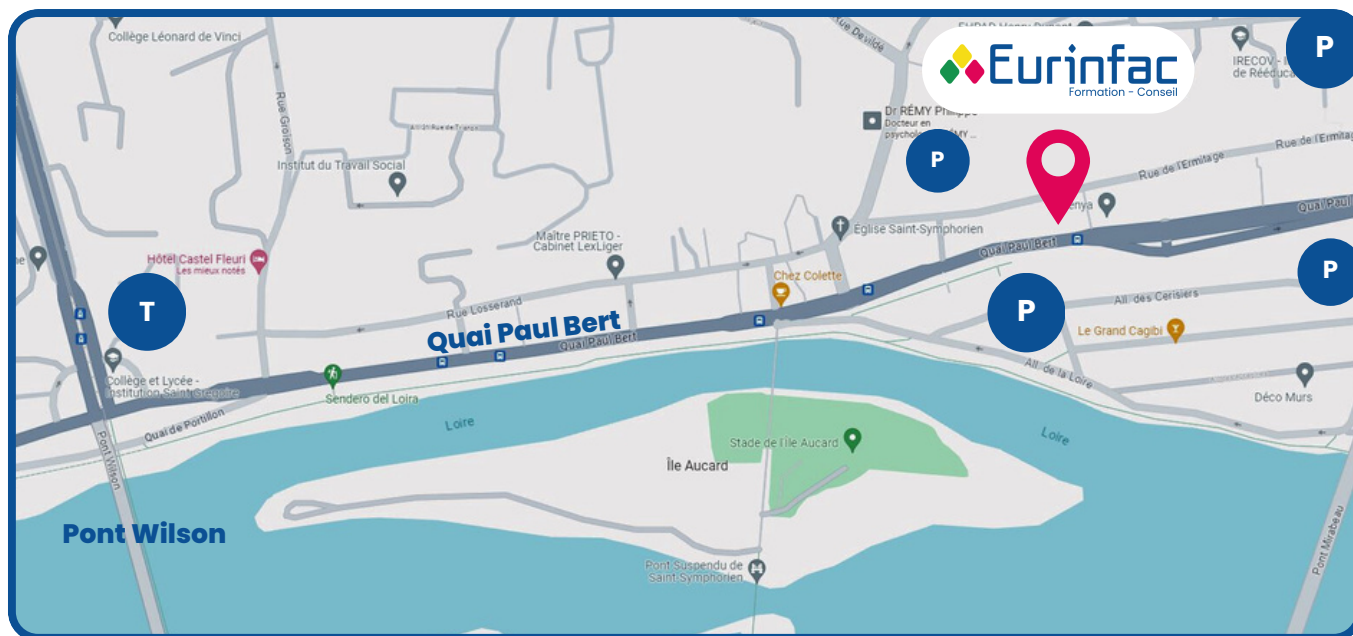 Collège Léonard de Vinci
Rue Devildé
P
Eurinfac
Formation - Conseil
IRECOV
de Rééduca
Rue Groison
Dr RÉMY Philippe
Docteur en
P
Institut du Travail Social
Rue de l'Ermitage
Rue de l'Ermitage
Église Saint-Symphorien
Quai Paul
Maître PRIETO -
Cabinet LexLiger
Quai Paul Bert
Hôtel Castel Fleuri
Les mieux notés
P
Chez Colette
All. des Cerisiers
T
Rue Losserand
P
Quai Paul Bert
Quai Paul Bert
Le Grand Cagibi
Collège et Lycée -
Institution Saint Grégoire
All. de la Loire
Sendero del Loira
Déco Murs
Quai de Portillon
Loire
Loire
Stade de l'Île Aucard
Île Aucard
Pont Wilson
Pont Wilson
Pont Suspendu de
Saint-Symphorien
Pont Mirabeau